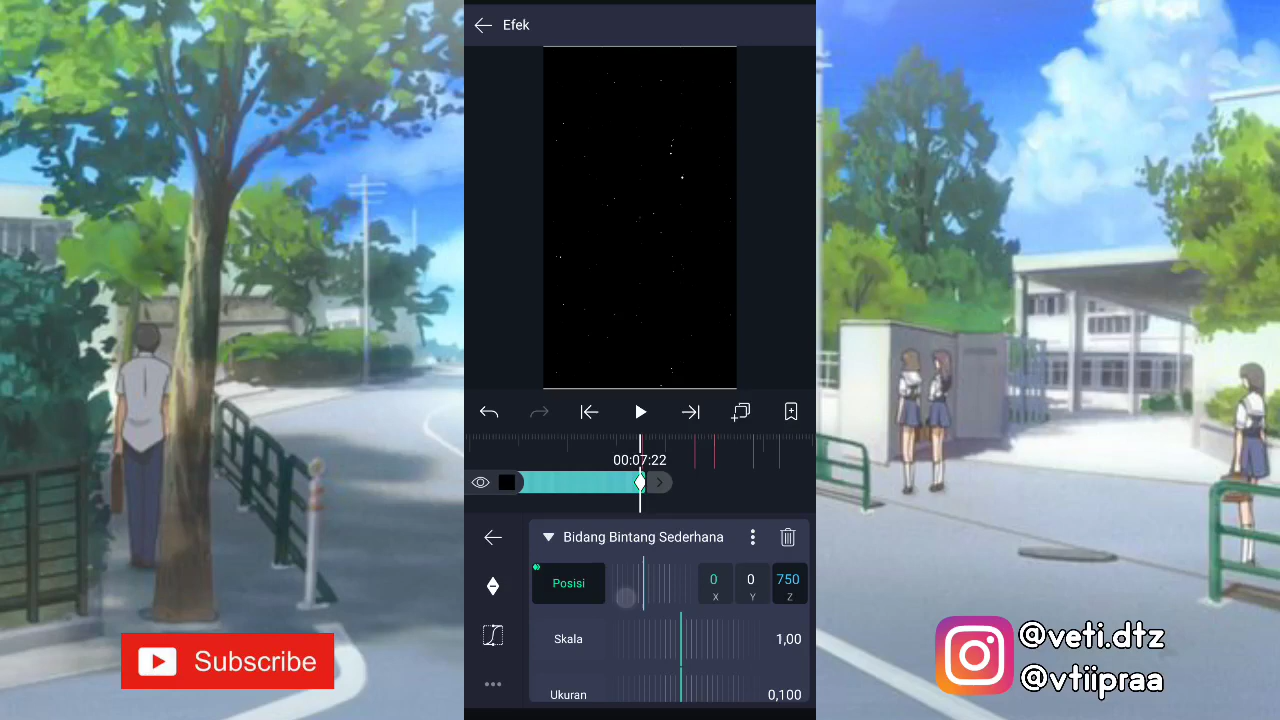 Efek
00:07:22
Bidang Bintang Sederhana
Posisi
0
0
750
X
Y
Z
Skala
1,00
Ukuran
0,100
Subscribe
@veti.dtz
@vtiipraa